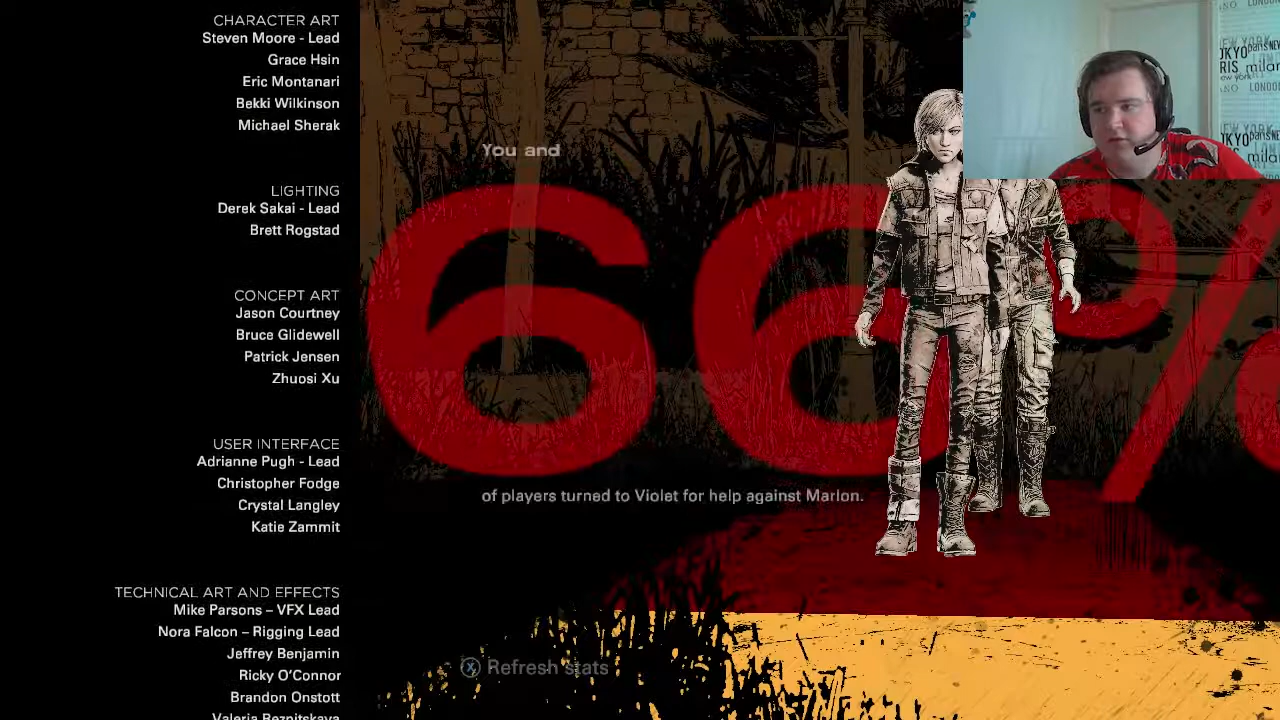 CHARACTER ART
Steven Moore - Lead
Grace Hsin
Eric Montanari
Bekki Wilkinson
Michael Sherak
LIGHTING
Derek Sakai - Lead
Brett Rogstad
CONCEPT ART
Jason Courtney
Bruce Glidewell
Patrick Jensen
Zhuosi Xu
USER INTERFACE
Adrianne Pugh - Lead
Christopher Fodge
Crystal Langley
Katie Zammit
TECHNICAL ART AND EFFECTS
Mike Parsons – VFX Lead
Nora Falcon – Rigging Lead
Jeffrey Benjamin
Ricky O'Connor
Brandon Onstott
Valeria Reznitskaya
You and
66%
of players turned to Violet for help against Marlon.
X Refresh stats